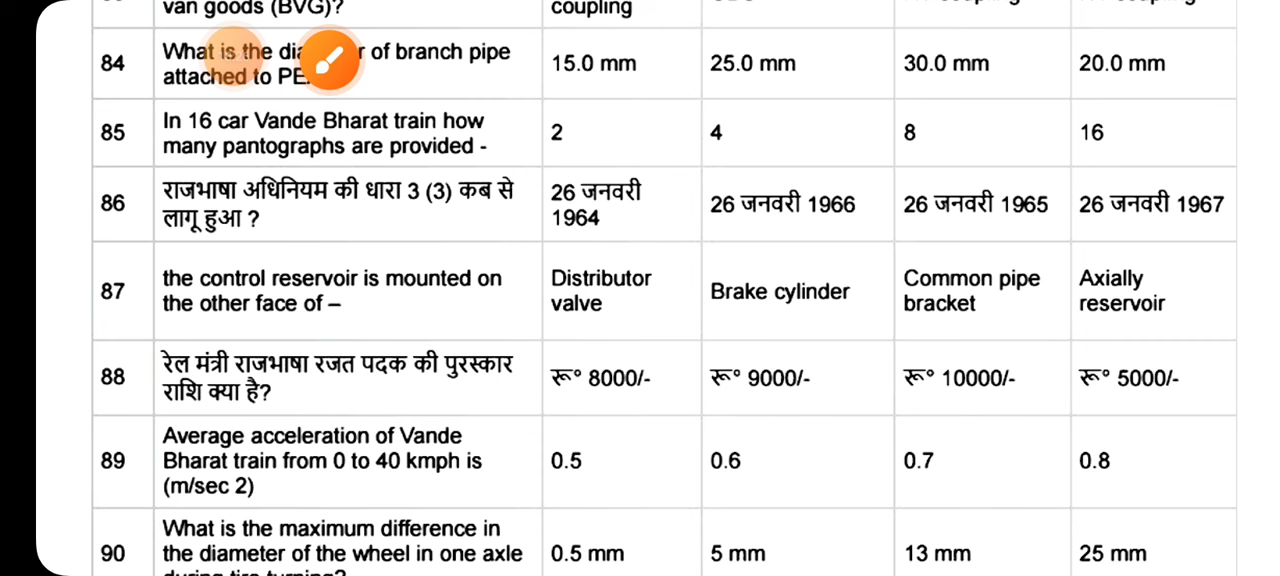 van goods (BVG)?
coupling
84
What is the of branch pipe
attached to
15.0 mm
25.0 mm
30.0 mm
20.0 mm
85
In 16 car Vande Bharat train how
many pantographs are provided -
2
4
8
16
86
राजभाषा अधिनियम की धारा 3 (3) कब से
लागू हुआ ?
26 जनवरी
1964
26 जनवरी 1966
26 जनवरी 1965
26 जनवरी 1967
87
the control reservoir is mounted on
the other face of –
Distributor
valve
Brake cylinder
Common pipe
bracket
Axially
reservoir
88
रेल मंत्री राजभाषा रजत पदक की पुरस्कार
राशि क्या है?
रू° 8000/-
रू° 9000/-
रू° 10000/-
रू° 5000/-
89
Average acceleration of Vande
Bharat train from 0 to 40 kmph is
(m/sec 2)
0.5
0.6
0.7
0.8
90
What is the maximum difference in
the diameter of the wheel in one axle
during tire turning?
0.5 mm
5 mm
13 mm
25 mm